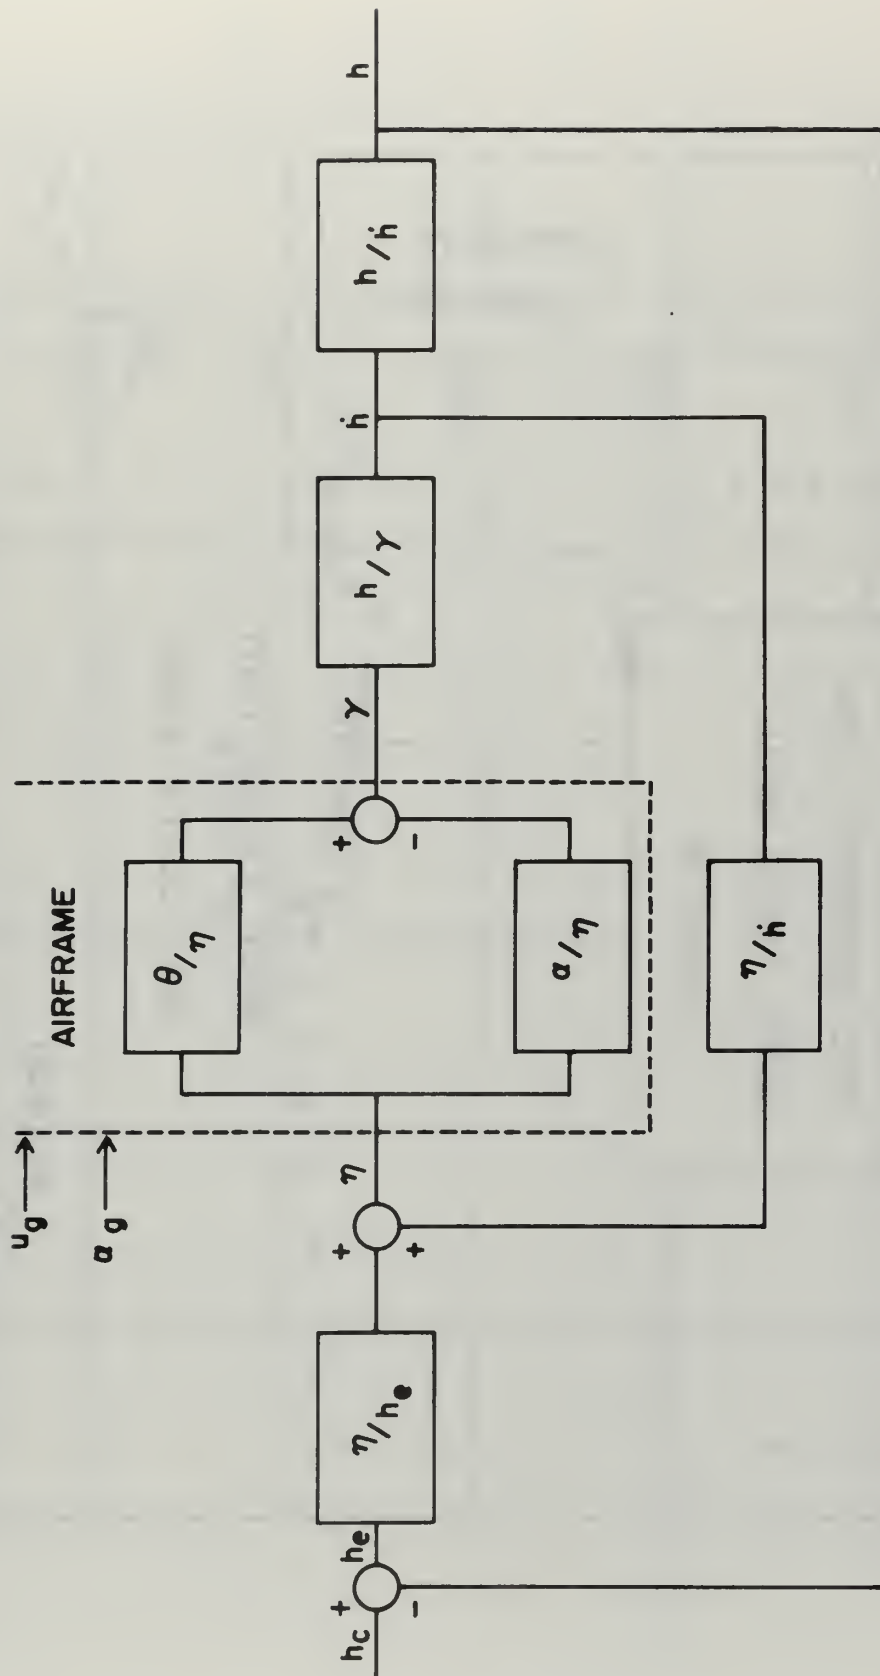 u_g
α_g
AIRFRAME
θ/η
+
h_c
+
-
h_e
η/h_e
+
+
η
+
-
γ
h/γ
ḣ
h/ḣ
h
α/η
η/ḣ